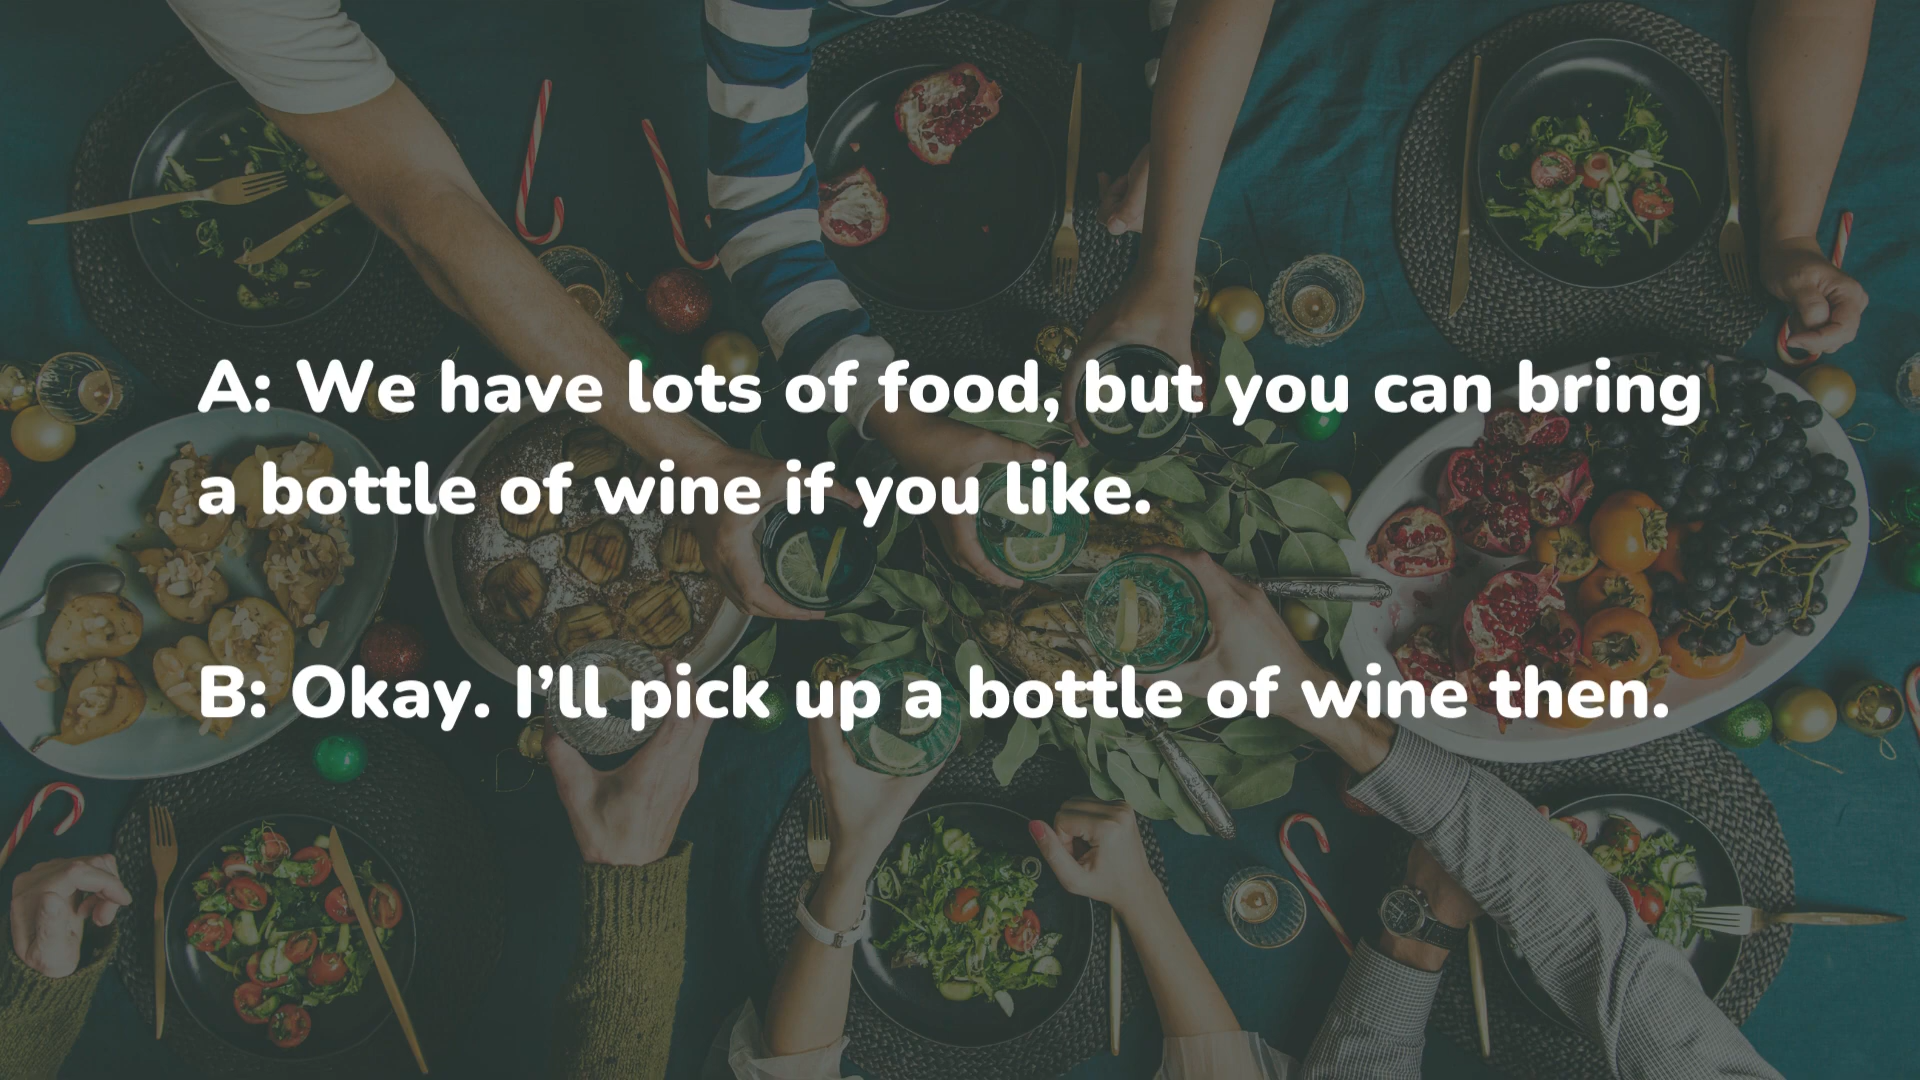 A: We have lots of food, but you can bring
a bottle of wine if you like.
B: Okay. I’ll pick up a bottle of wine then.